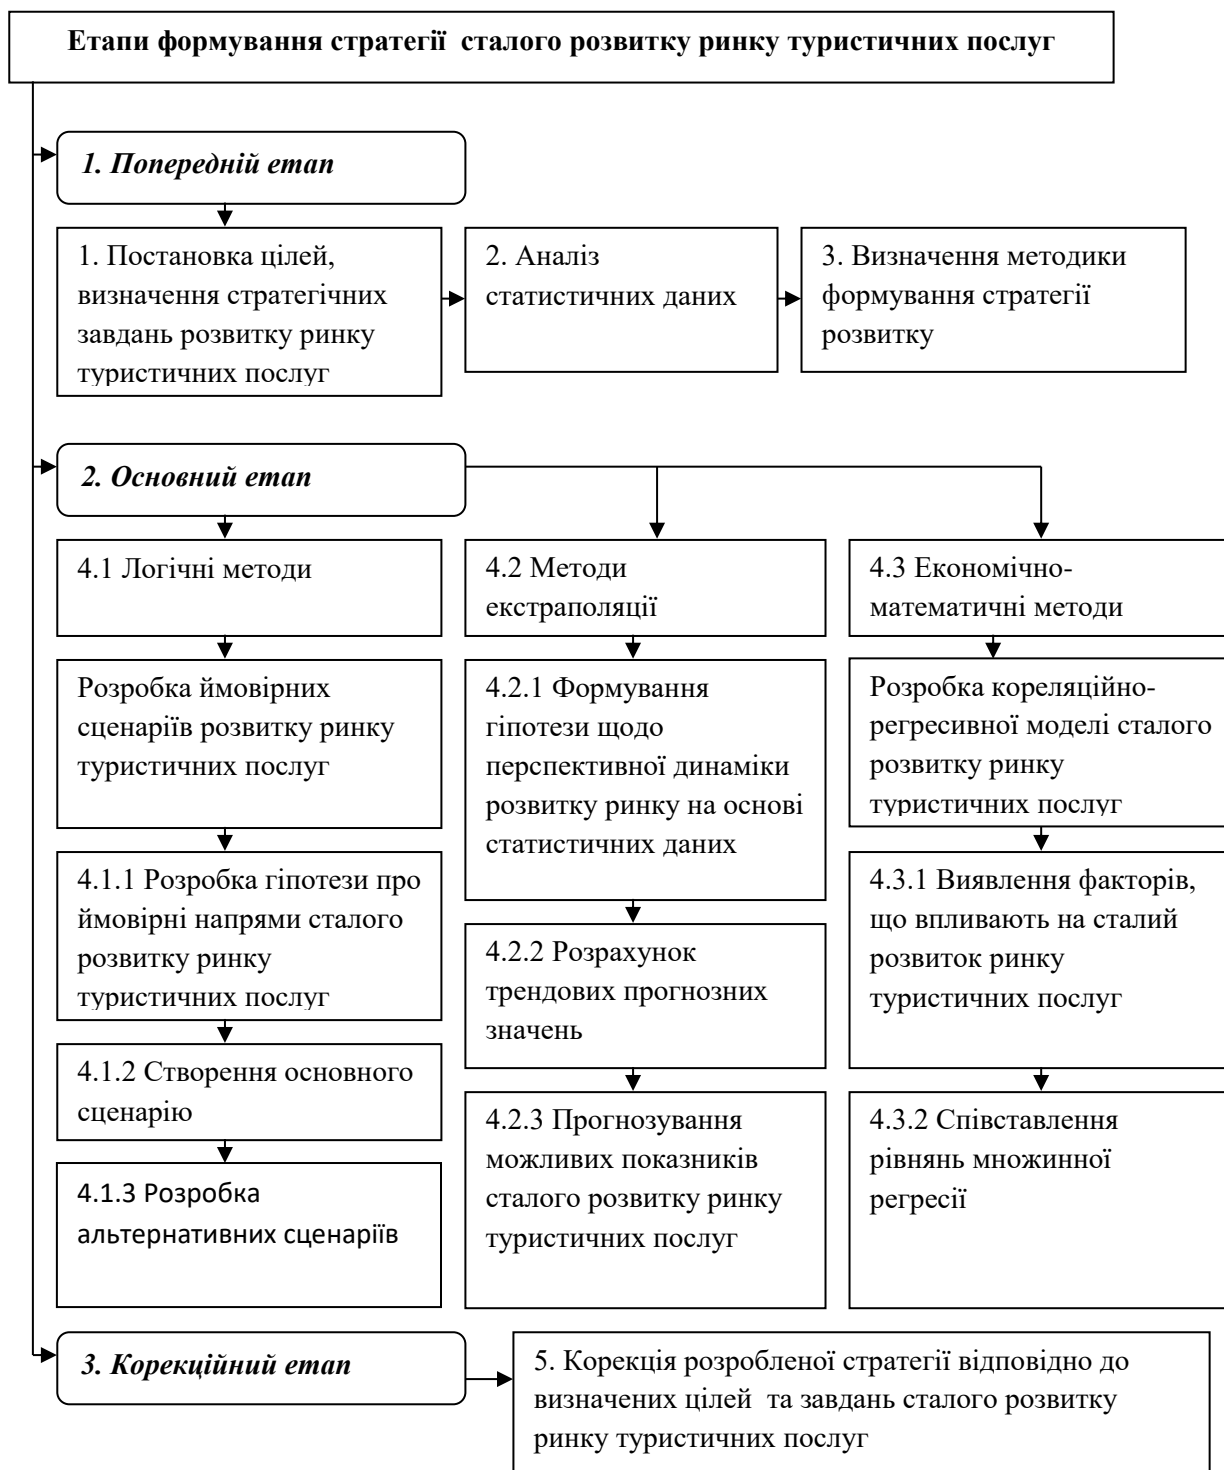 Етапи формування стратегії  сталого розвитку ринку туристичних послуг
1. Попередній етап
1. Постановка цілей,
визначення стратегічних
завдань розвитку ринку
туристичних послуг
2. Аналіз
статистичних даних
3. Визначення методики
формування стратегії
розвитку
2. Основний етап
4.1 Логічні методи
Розробка ймовірних
сценаріїв розвитку ринку
туристичних послуг
4.1.1 Розробка гіпотези про
ймовірні напрями сталого
розвитку ринку
туристичних послуг
4.1.2 Створення основного
сценарію
4.1.3 Розробка
альтернативних сценаріїв
4.2 Методи
екстраполяції
4.2.1 Формування
гіпотези щодо
перспективної динаміки
розвитку ринку на основі
статистичних даних
4.2.2 Розрахунок
трендових прогнозних
значень
4.2.3 Прогнозування
можливих показників
сталого розвитку ринку
туристичних послуг
4.3 Економічно-
математичні методи
Розробка кореляційно-
регресивної моделі сталого
розвитку ринку
туристичних послуг
4.3.1 Виявлення факторів,
що впливають на сталий
розвиток ринку
туристичних послуг
4.3.2 Співставлення
рівнянь множинної
регресії
3. Корекційний етап
5. Корекція розробленої стратегії відповідно до
визначених цілей  та завдань сталого розвитку
ринку туристичних послуг